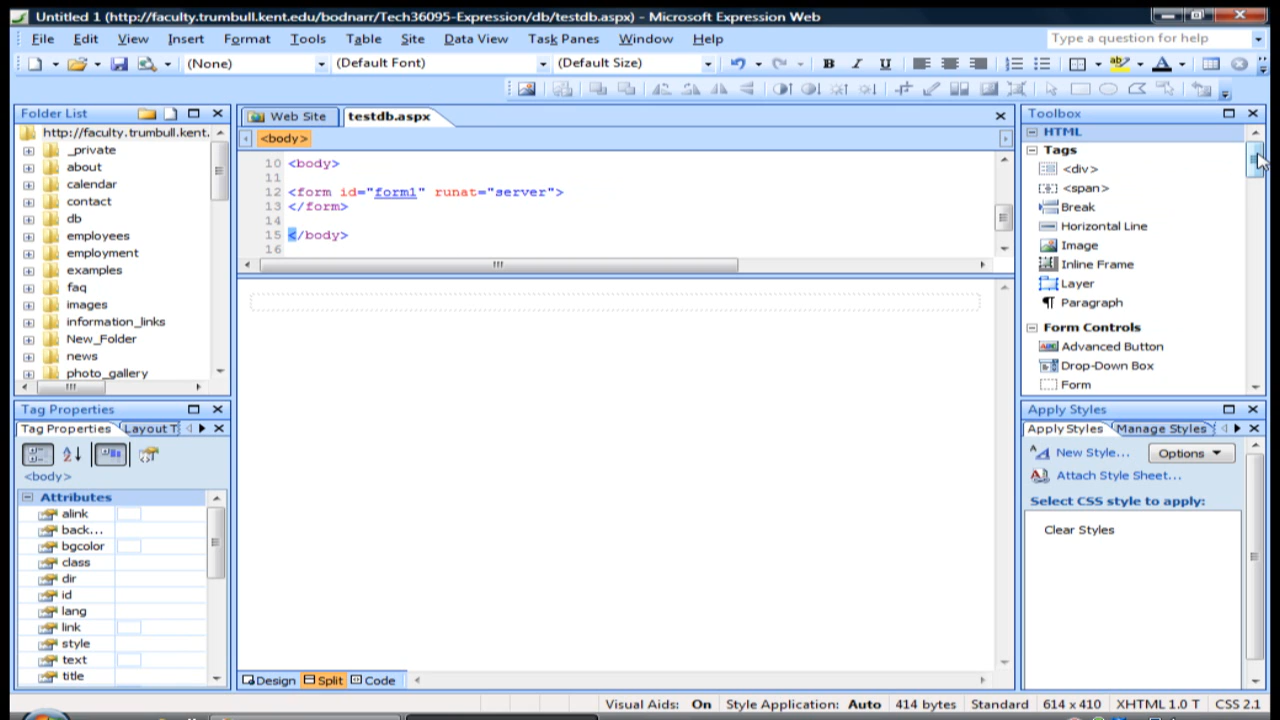 Untitled 1 (http://faculty.trumbull.kent.edu/bodnarr/Tech36095-Expression/db/testdb.aspx) - Microsoft Expression Web
File Edit View Insert Format Tools Table Site Data View Task Panes Window Help Type a question for help
(None) (Default Font) (Default Size) B I U A
Folder List
http://faculty.trumbull.kent.
_private
about
calendar
contact
db
employees
employment
examples
faq
images
information_links
New_Folder
news
photo_gallery
Tag Properties
Tag Properties Layout T
<body>
Attributes
alink
back...
bgcolor
class
dir
id
lang
link
style
text
title
Web Site testdb.aspx
<body>
10 <body>
11
12 <form id="form1" runat="server">
13 </form>
14
15 </body>
16
Design Split Code
Toolbox
HTML
Tags
<div>
<span>
Break
Horizontal Line
Image
Inline Frame
Layer
Paragraph
Form Controls
Advanced Button
Drop-Down Box
Form
Apply Styles
Apply Styles Manage Styles
New Style... Options
Attach Style Sheet...
Select CSS style to apply:
Clear Styles
Visual Aids: On Style Application: Auto 414 bytes Standard 614 x 410 XHTML 1.0 T CSS 2.1